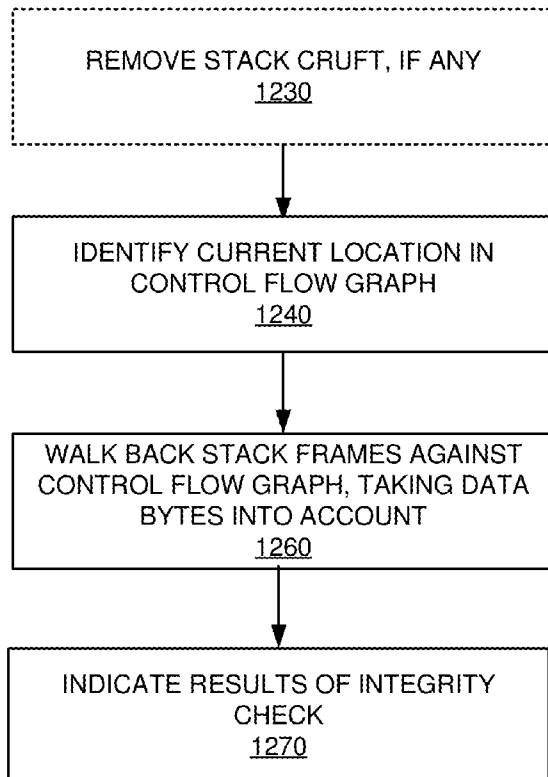 REMOVE STACK CRUFT, IF ANY
1230
IDENTIFY CURRENT LOCATION IN
CONTROL FLOW GRAPH
1240
WALK BACK STACK FRAMES AGAINST
CONTROL FLOW GRAPH, TAKING DATA
BYTES INTO ACCOUNT
1260
INDICATE RESULTS OF INTEGRITY
CHECK
1270